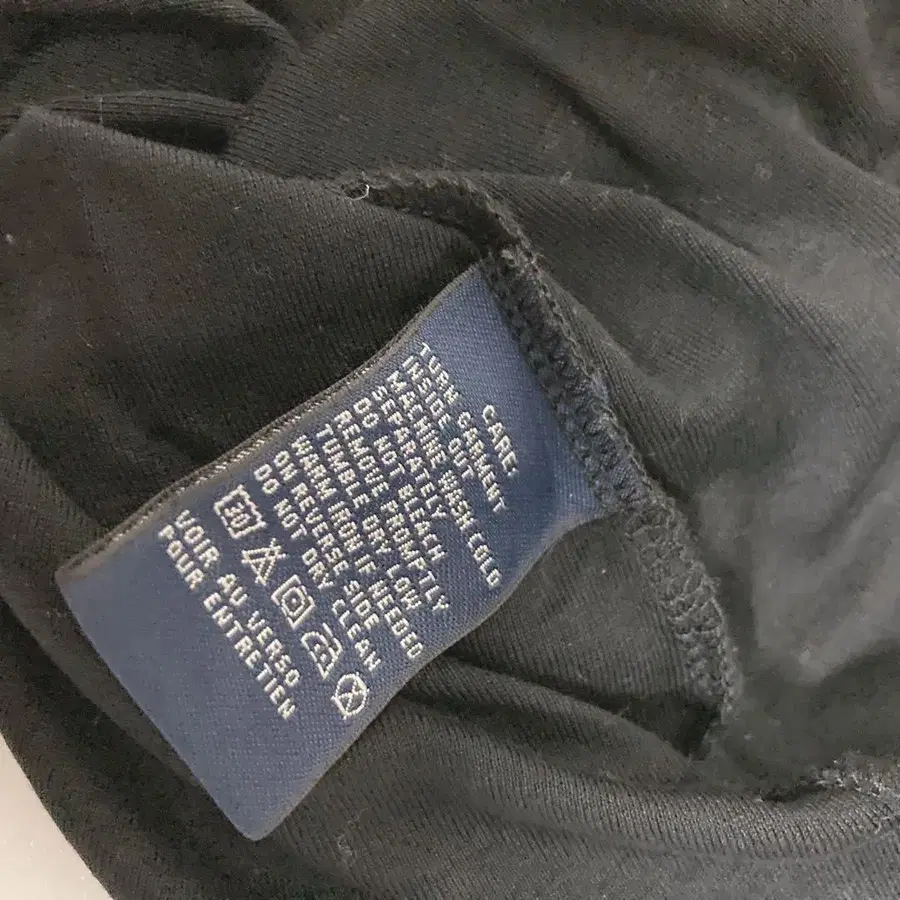 CARE:
TURN GARMENT
INSIDE OUT
MACHINE WASH COLD
SEPARATELY
DO NOT BLEACH
REMOVE PROMPTLY
TUMBLE DRY LOW
WARM IRON IF NEEDED
ON REVERSE SIDE
DO NOT DRY CLEAN
30
VOIR AU VERSO
POUR ENTRETIEN